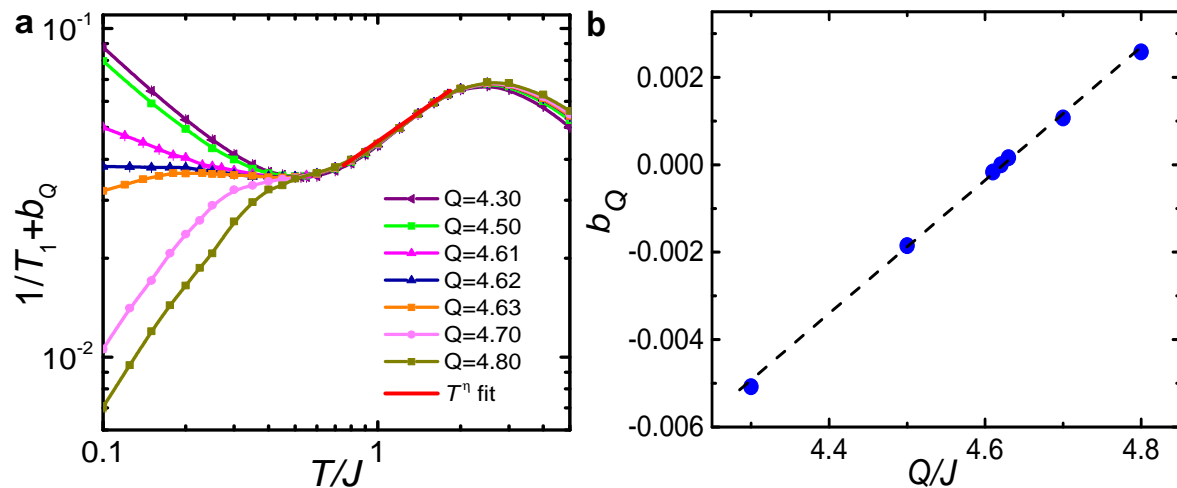 a
b
10⁻¹
10⁻²
1/T₁+b_Q
0.1
1
T/J
Q=4.30
Q=4.50
Q=4.61
Q=4.62
Q=4.63
Q=4.70
Q=4.80
T^η fit
b_Q
0.002
0.000
-0.002
-0.004
-0.006
4.4
4.6
4.8
Q/J